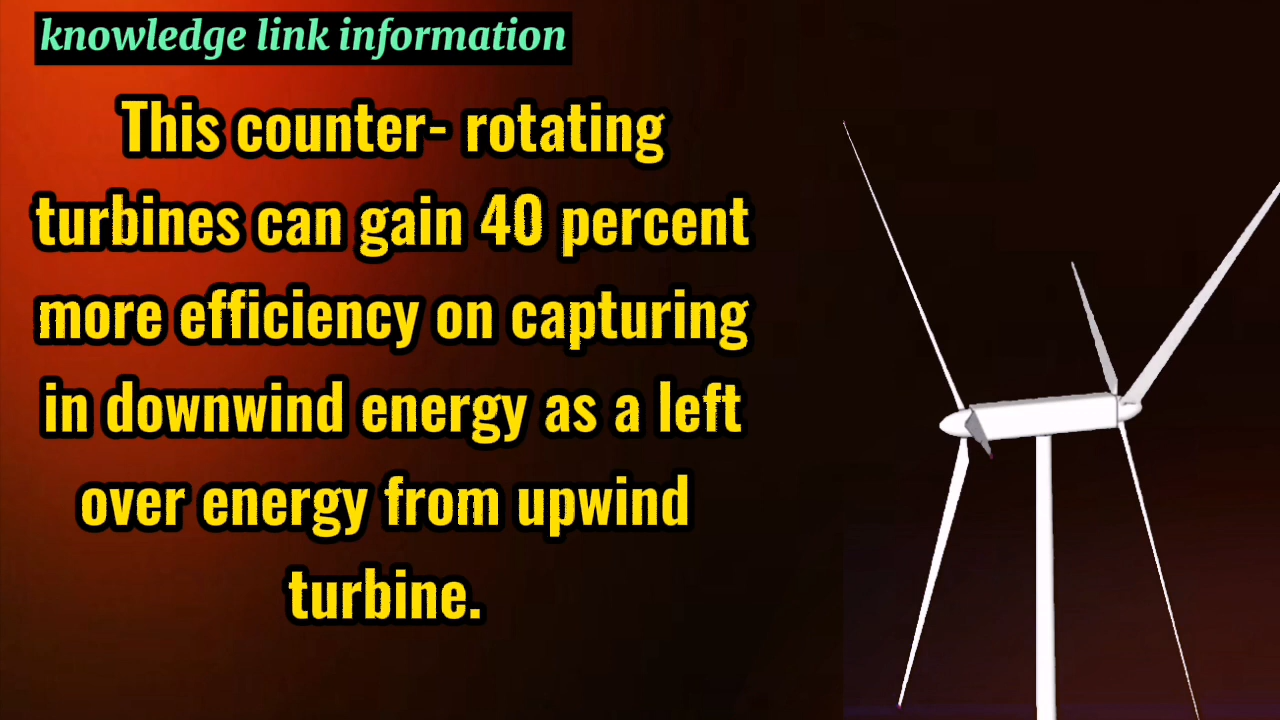 knowledge link information
This counter- rotating
turbines can gain 40 percent
more efficiency on capturing
in downwind energy as a left
over energy from upwind
turbine.